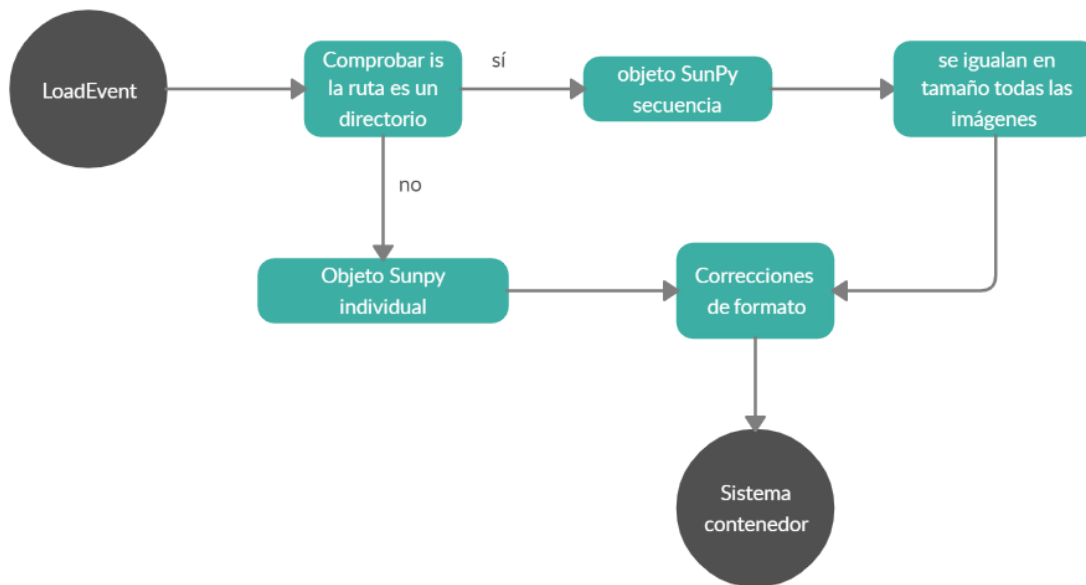 LoadEvent
Comprobar is
la ruta es un
directorio
sí
objeto SunPy
secuencia
se igualan en
tamaño todas las
imágenes
no
Objeto Sunpy
individual
Correcciones
de formato
Sistema
contenedor